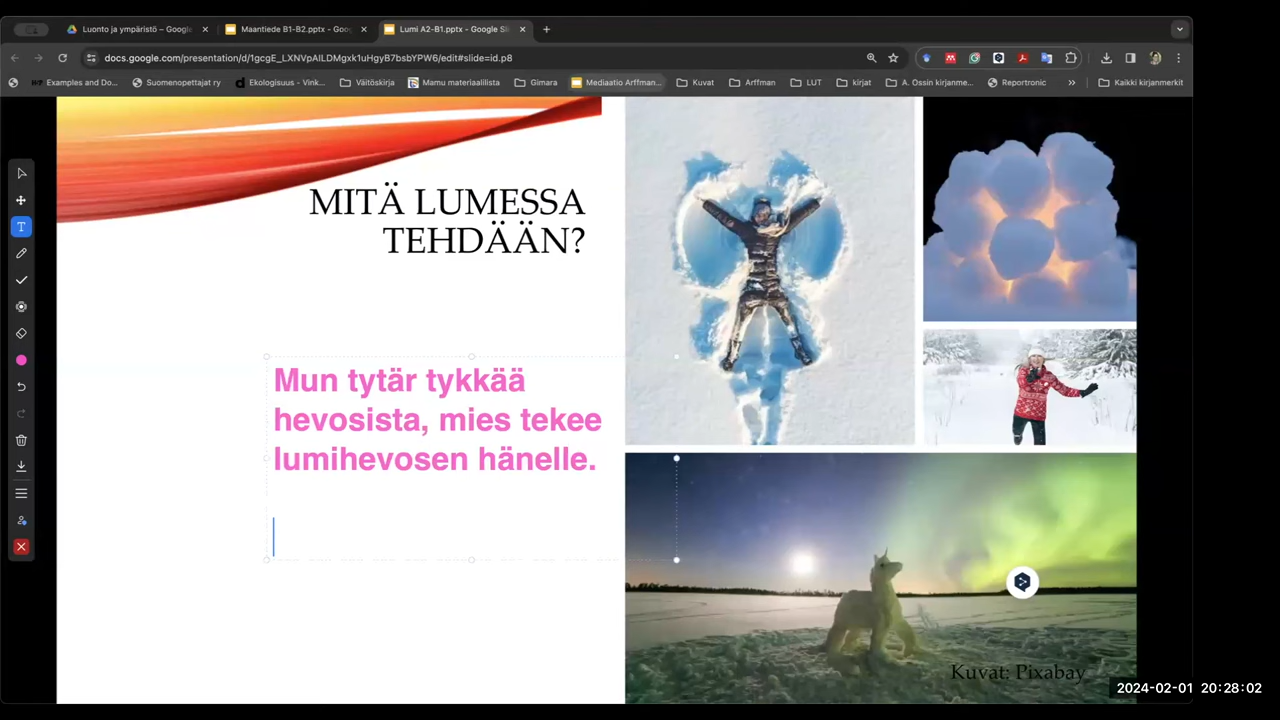 Luonto ja ympäristö – Google
Maantiede B1-B2.pptx - Goog
Lumi A2-B1.pptx - Google Sl
docs.google.com/presentation/d/1gcgE_LXNVpAlLDMgxk1uHgyB7bsbYPW6/edit#slide=id.p8
Examples and Do...
Suomenopettajat ry
Ekologisuus - Vink...
Väitöskirja
Mamu materiaalilista
Gimara
Mediaatio Arffman...
Kuvat
Arffman
LUT
kirjat
A. Ossin kirjanme...
Reportronic
»
Kaikki kirjanmerkit
MITÄ LUMESSA
TEHDÄÄN?
Mun tytär tykkää
hevosista, mies tekee
lumihevosen hänelle.
Kuvat: Pixabay
2024-02-01 20:28:02